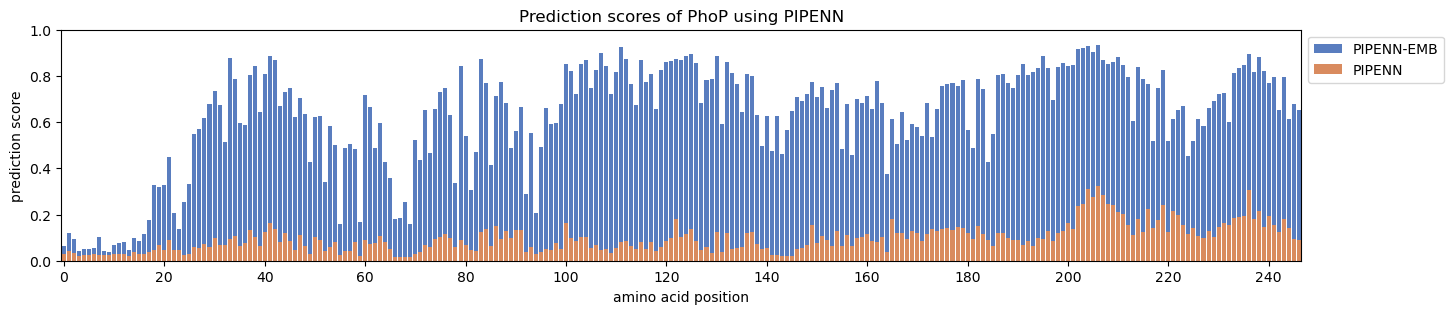 Prediction scores of PhoP using PIPENN
1.0
0.8
0.6
0.4
0.2
0.0
prediction score
0 20 40 60 80 100 120 140 160 180 200 220 240
amino acid position
PIPENN-EMB
PIPENN